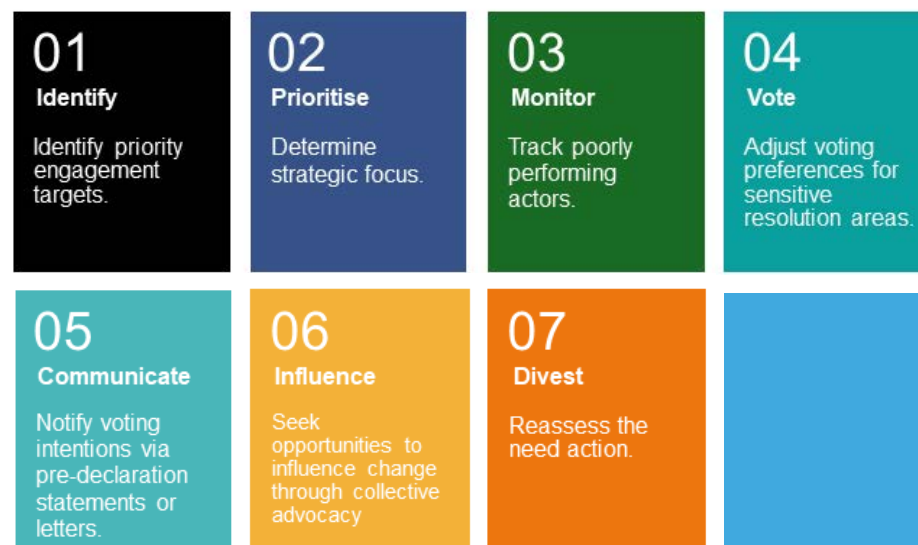 01
Identify
Identify priority
engagement
targets.
02
Prioritise
Determine
strategic focus.
03
Monitor
Track poorly
performing
actors.
04
Vote
Adjust voting
preferences for
sensitive
resolution areas.
05
Communicate
Notify voting
intentions via
pre-declaration
statements or
letters.
06
Influence
Seek
opportunities to
influence change
through collective
advocacy
07
Divest
Reassess the
need action.